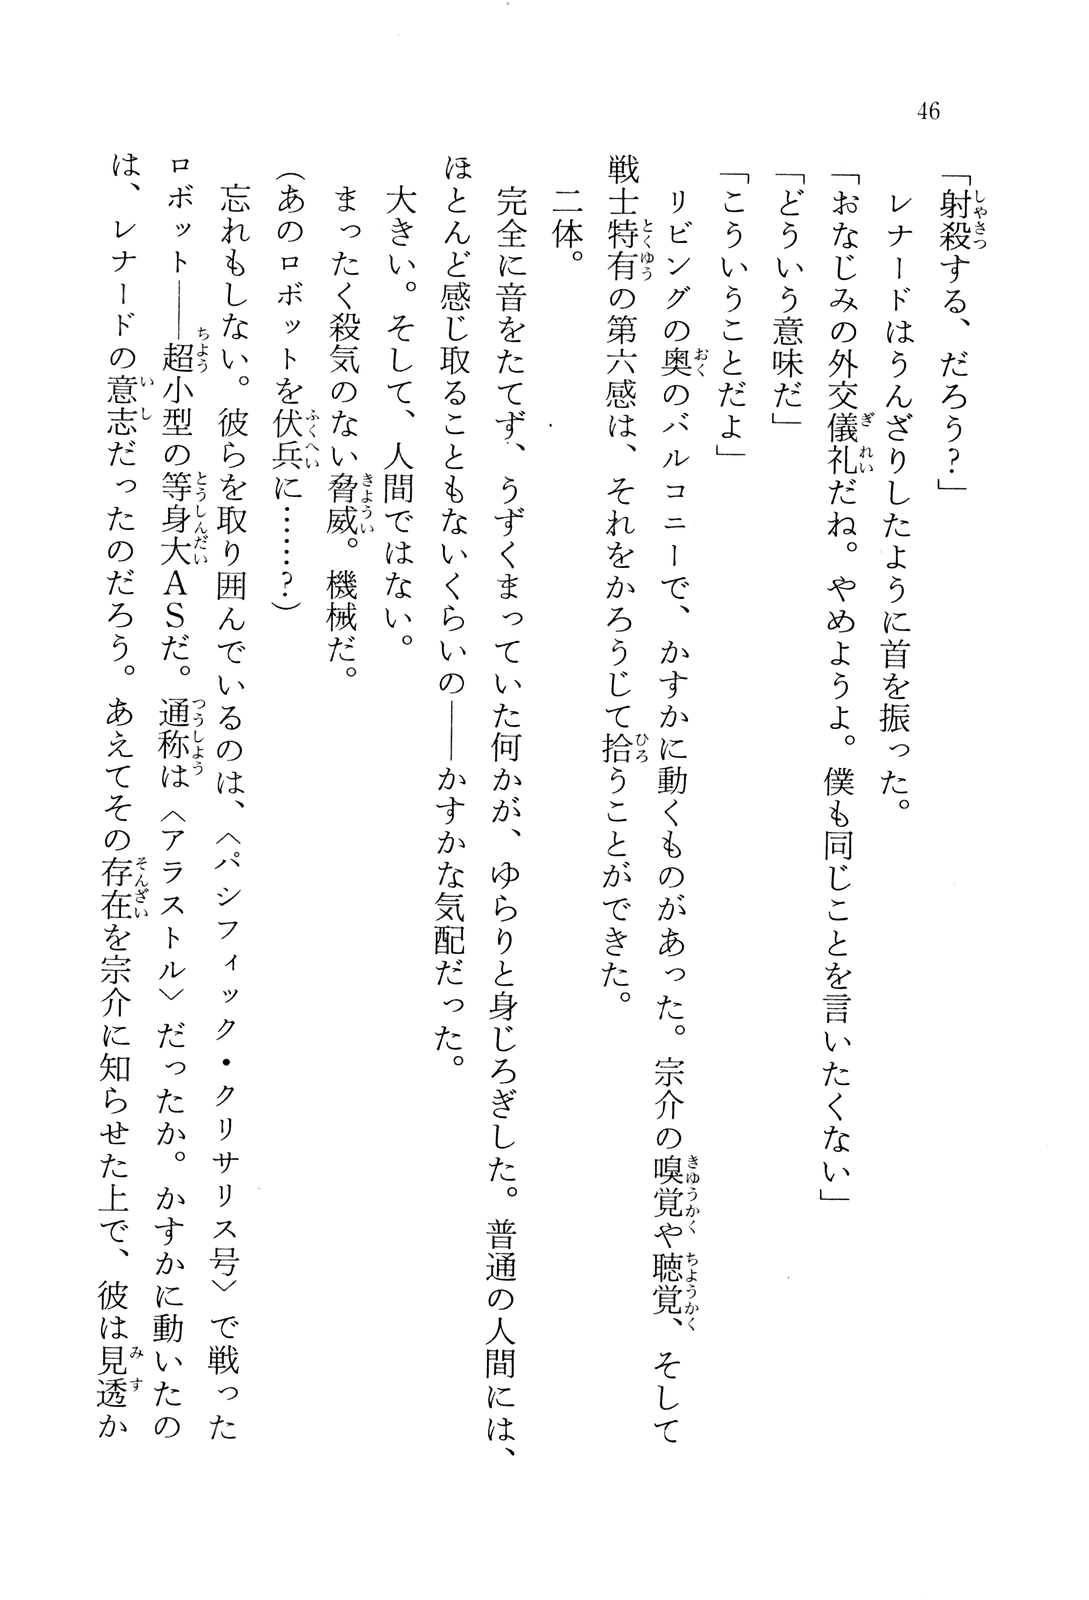 46
「射殺する、だろう？」
レナードはうんざりしたように首を振った。
「おなじみの外交儀礼だね。やめようよ。僕も同じことを言いたくない」
「どういう意味だ」
「こういうことだよ」
リビングの奥のバルコニーで、かすかに動くものがあった。宗介の嗅覚や聴覚、そして
戦士特有の第六感は、それをかろうじて拾うことができた。
二体。
完全に音をたてず、うずくまっていた何かが、ゆらりと身じろぎした。普通の人間には、
ほとんど感じ取ることもないくらいの――かすかな気配だった。
大きい。そして、人間ではない。
まったく殺気のない脅威。機械だ。
（あのロボットを伏兵に……？）
忘れもしない。彼らを取り囲んでいるのは、〈パシフィック・クリサリス号〉で戦った
ロボット――超小型の等身大ＡＳだ。通称は〈アラストル〉だったか。かすかに動いたの
は、レナードの意志だったのだろう。あえてその存在を宗介に知らせた上で、彼は見透か